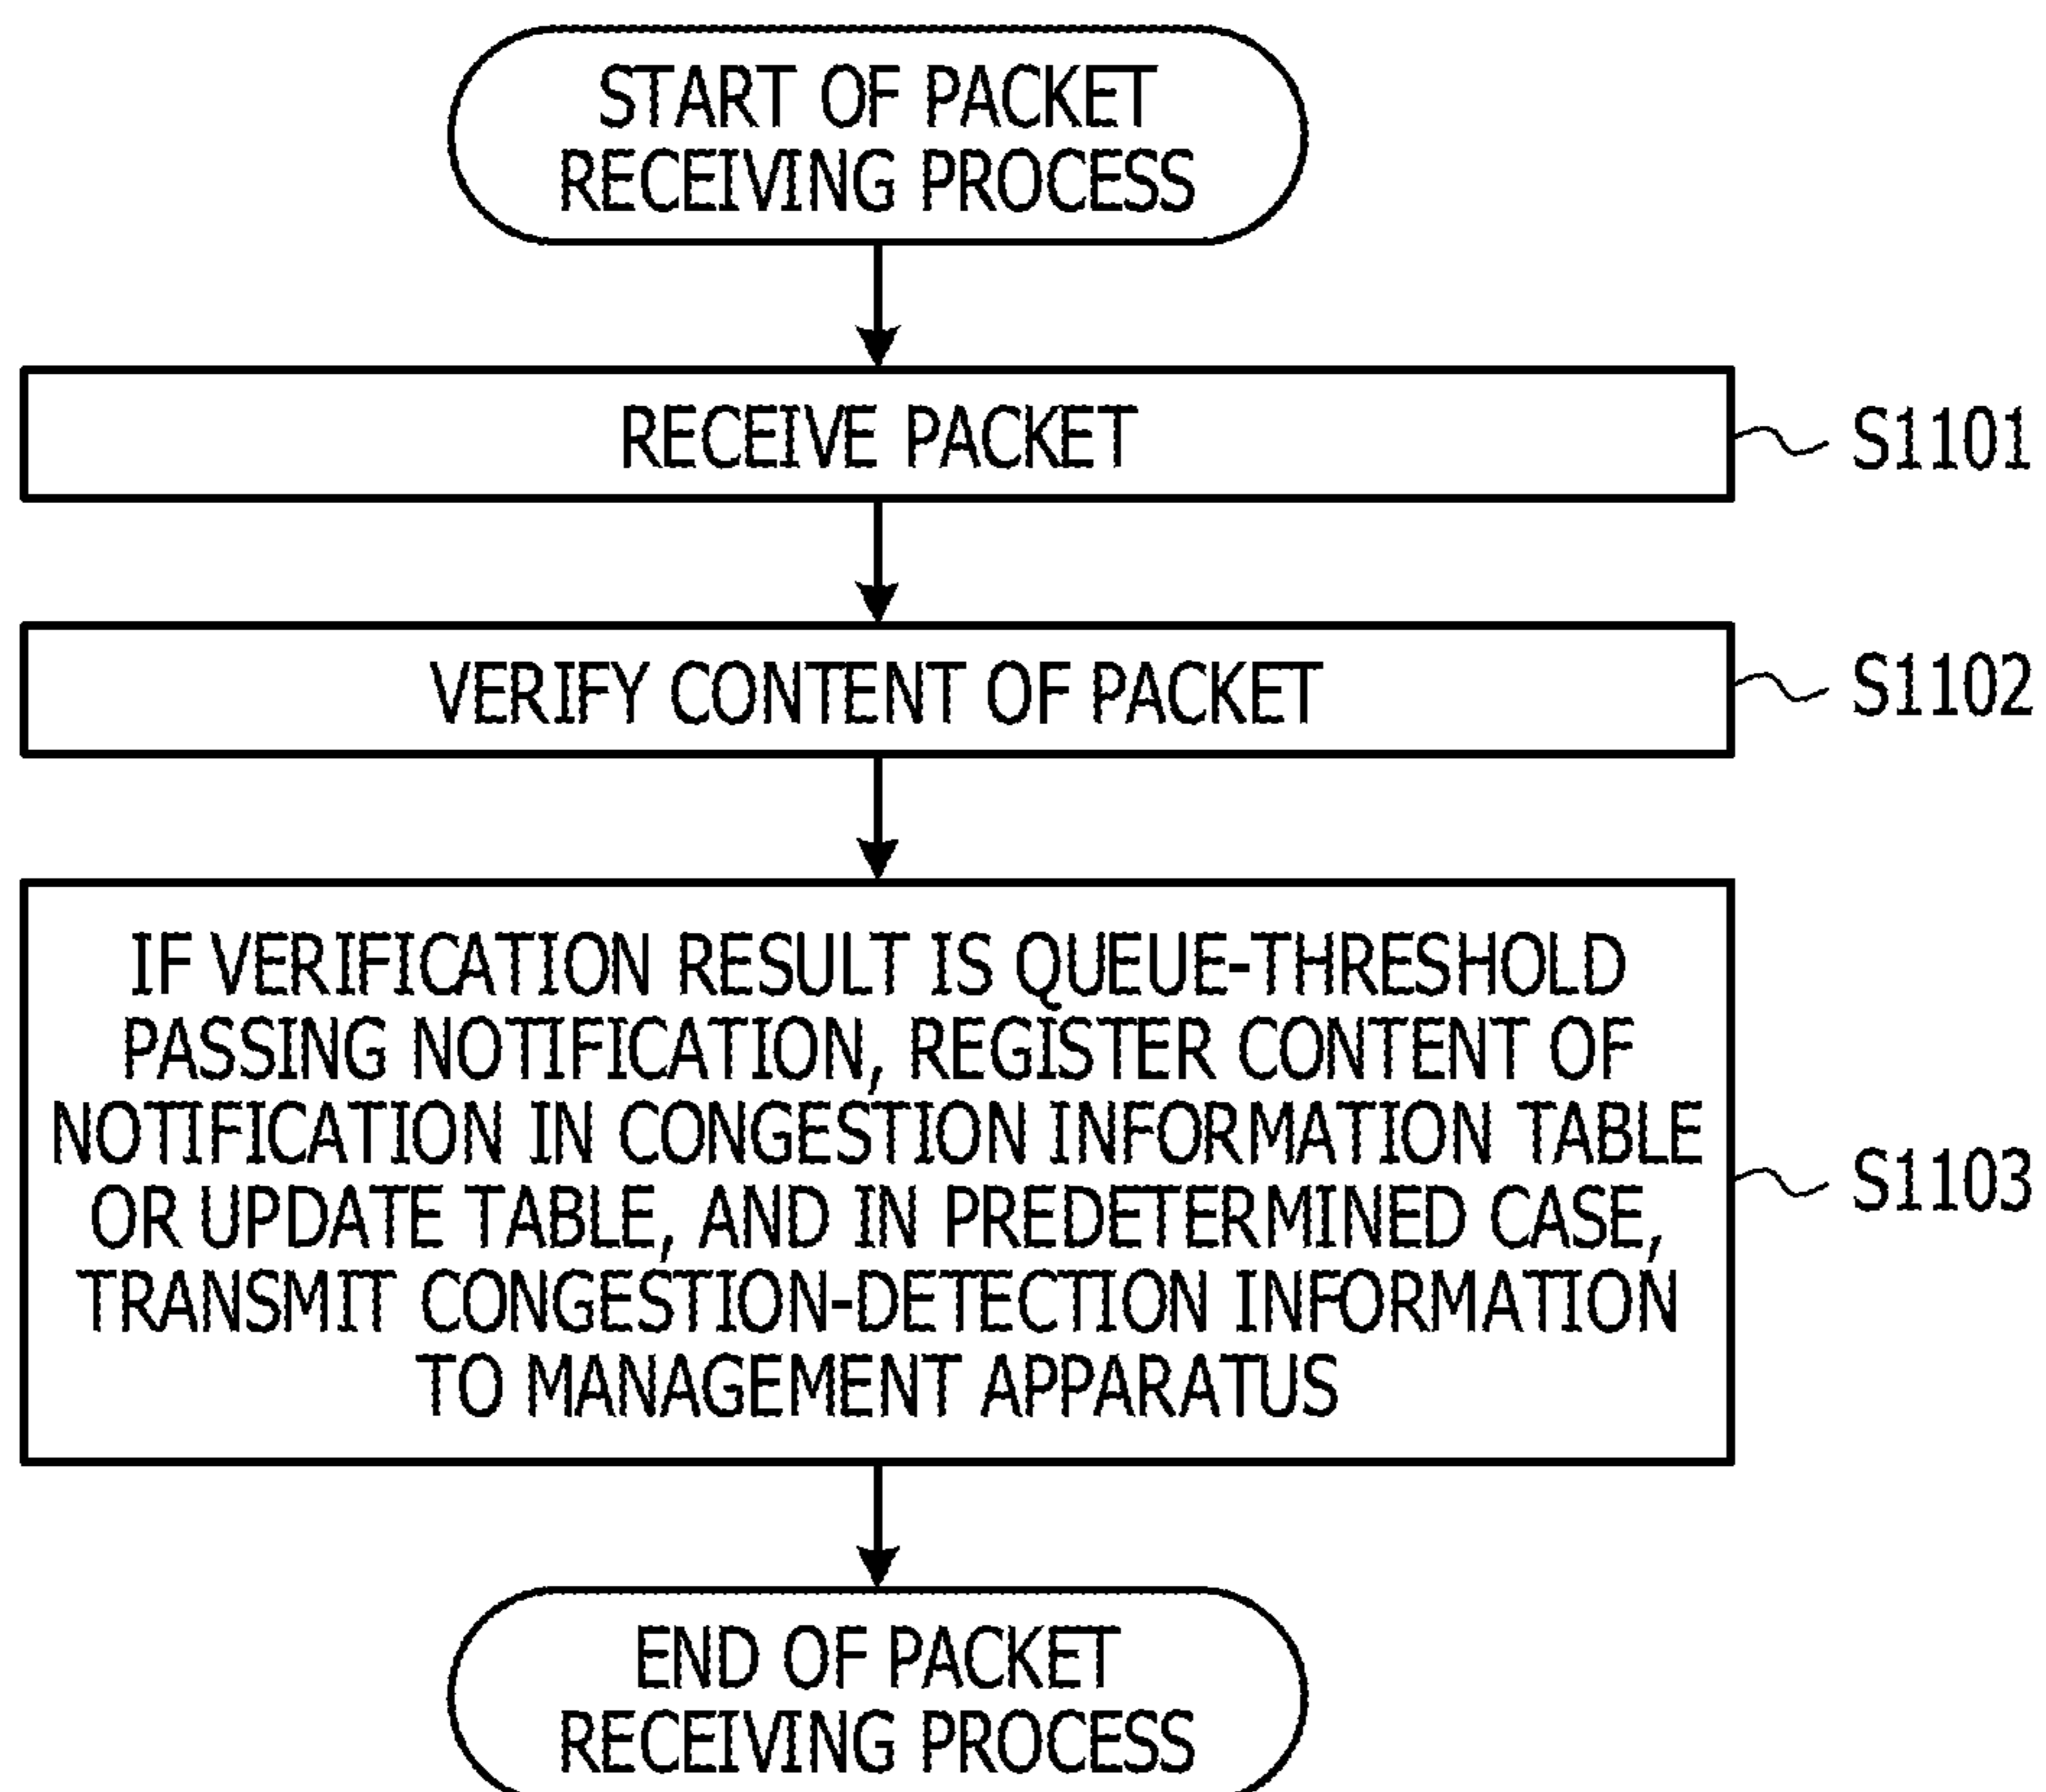 START OF PACKET
RECEIVING PROCESS
RECEIVE PACKET
S1101
VERIFY CONTENT OF PACKET
S1102
IF VERIFICATION RESULT IS QUEUE-THRESHOLD
PASSING NOTIFICATION, REGISTER CONTENT OF
NOTIFICATION IN CONGESTION INFORMATION TABLE
OR UPDATE TABLE, AND IN PREDETERMINED CASE,
TRANSMIT CONGESTION-DETECTION INFORMATION
TO MANAGEMENT APPARATUS
S1103
END OF PACKET
RECEIVING PROCESS